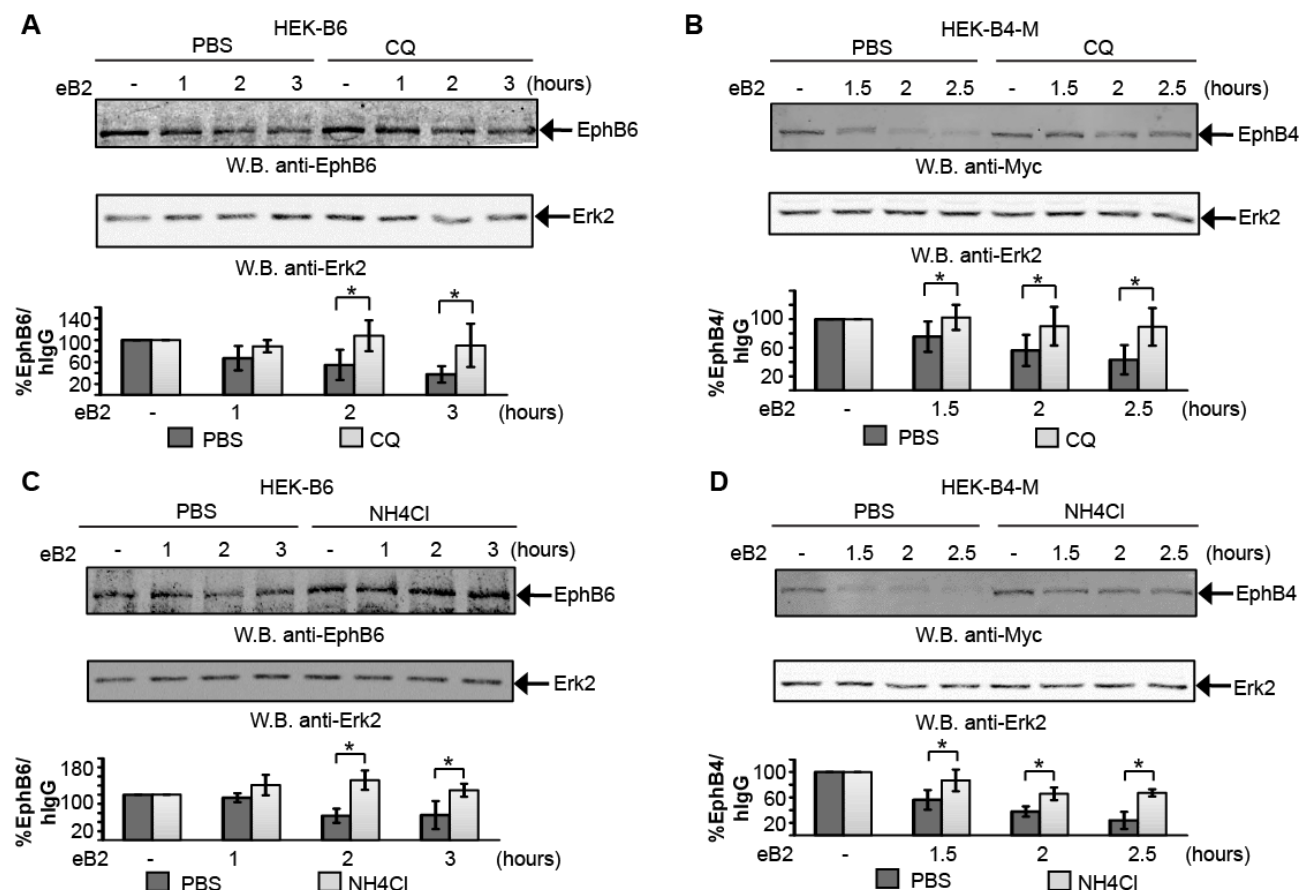 A
HEK-B6
PBS CQ
eB2 - 1 2 3 - 1 2 3 (hours)
EphB6
W.B. anti-EphB6
Erk2
W.B. anti-Erk2
%EphB6/
hIgG
140
100
60
20
eB2 - 1 2 3 (hours)
PBS CQ
* *
B
HEK-B4-M
PBS CQ
eB2 - 1.5 2 2.5 - 1.5 2 2.5 (hours)
EphB4
W.B. anti-Myc
Erk2
W.B. anti-Erk2
%EphB4/
hIgG
100
60
20
* * *
eB2 - 1.5 2 2.5 (hours)
PBS CQ
C
HEK-B6
PBS NH4Cl
eB2 - 1 2 3 - 1 2 3 (hours)
EphB6
W.B. anti-EphB6
Erk2
W.B. anti-Erk2
%EphB6/
hIgG
180
100
20
* *
eB2 - 1 2 3 (hours)
PBS NH4Cl
D
HEK-B4-M
PBS NH4Cl
eB2 - 1.5 2 2.5 - 1.5 2 2.5 (hours)
EphB4
W.B. anti-Myc
Erk2
W.B. anti-Erk2
%EphB4/
hIgG
100
60
20
* * *
eB2 - 1.5 2 2.5 (hours)
PBS NH4Cl